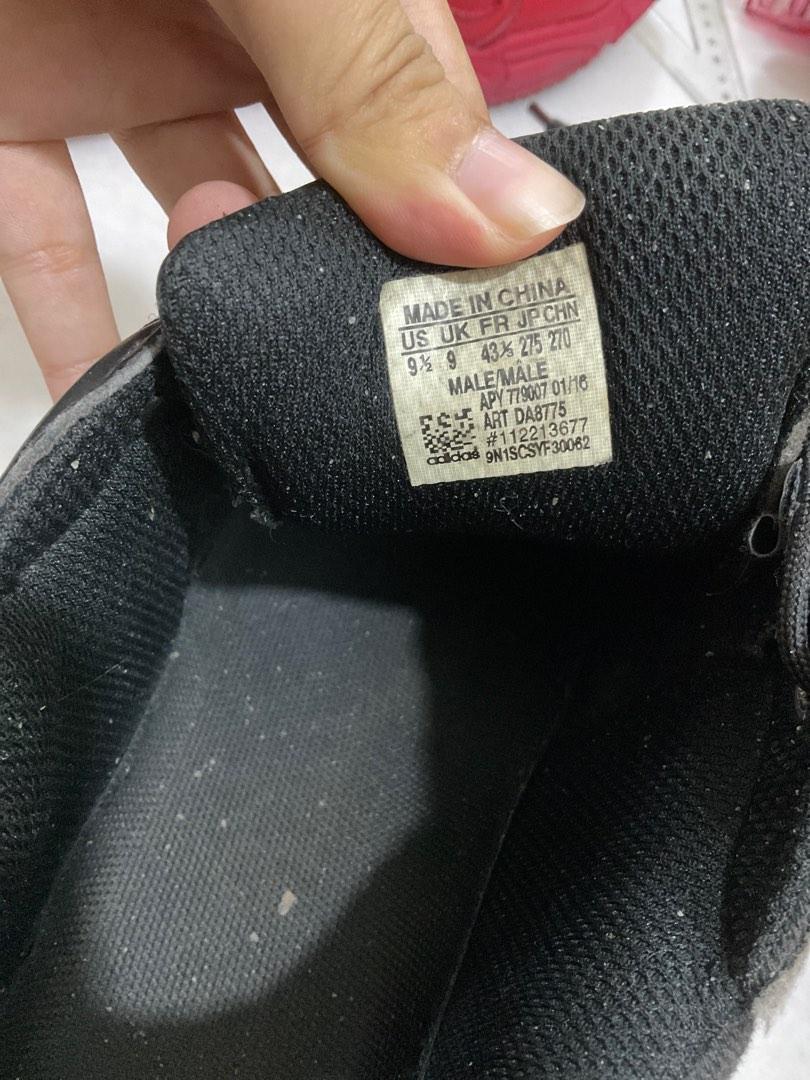 MADE IN CHINA
US UK FR JP CHN
9½ 9 43⅓ 275 270
MALE/MÂLE
APY 779007 01/16
ART DA8775
#112213677
adidas 9N1SCSYF30062